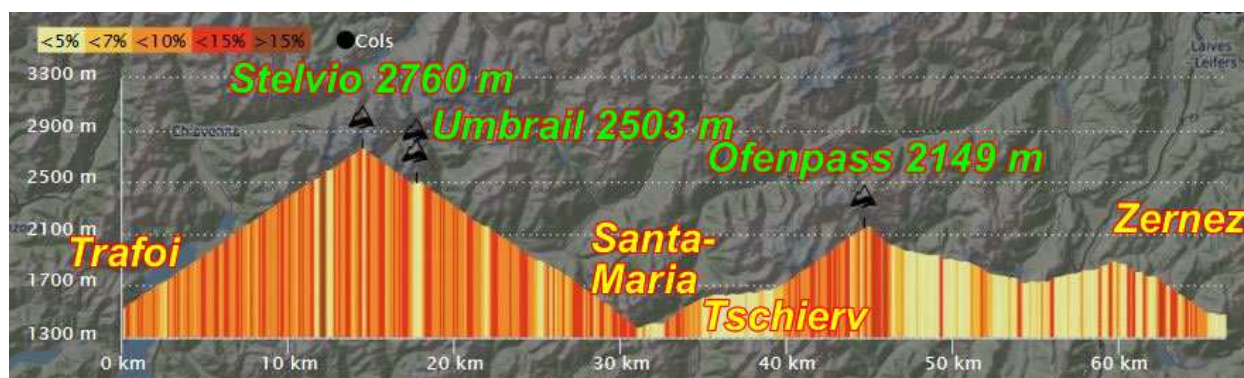 <5% <7% <10% <15% >15% Cols
3300 m
Stelvio 2760 m
2900 m
Chiavenna
Umbrail 2503 m
Ofenpass 2149 m
2500 m
2100 m
Trafoi
Santa-
Maria
Zernez
1700 m
Tschierv
1300 m
0 km 10 km 20 km 30 km 40 km 50 km 60 km
Laives
Leifers